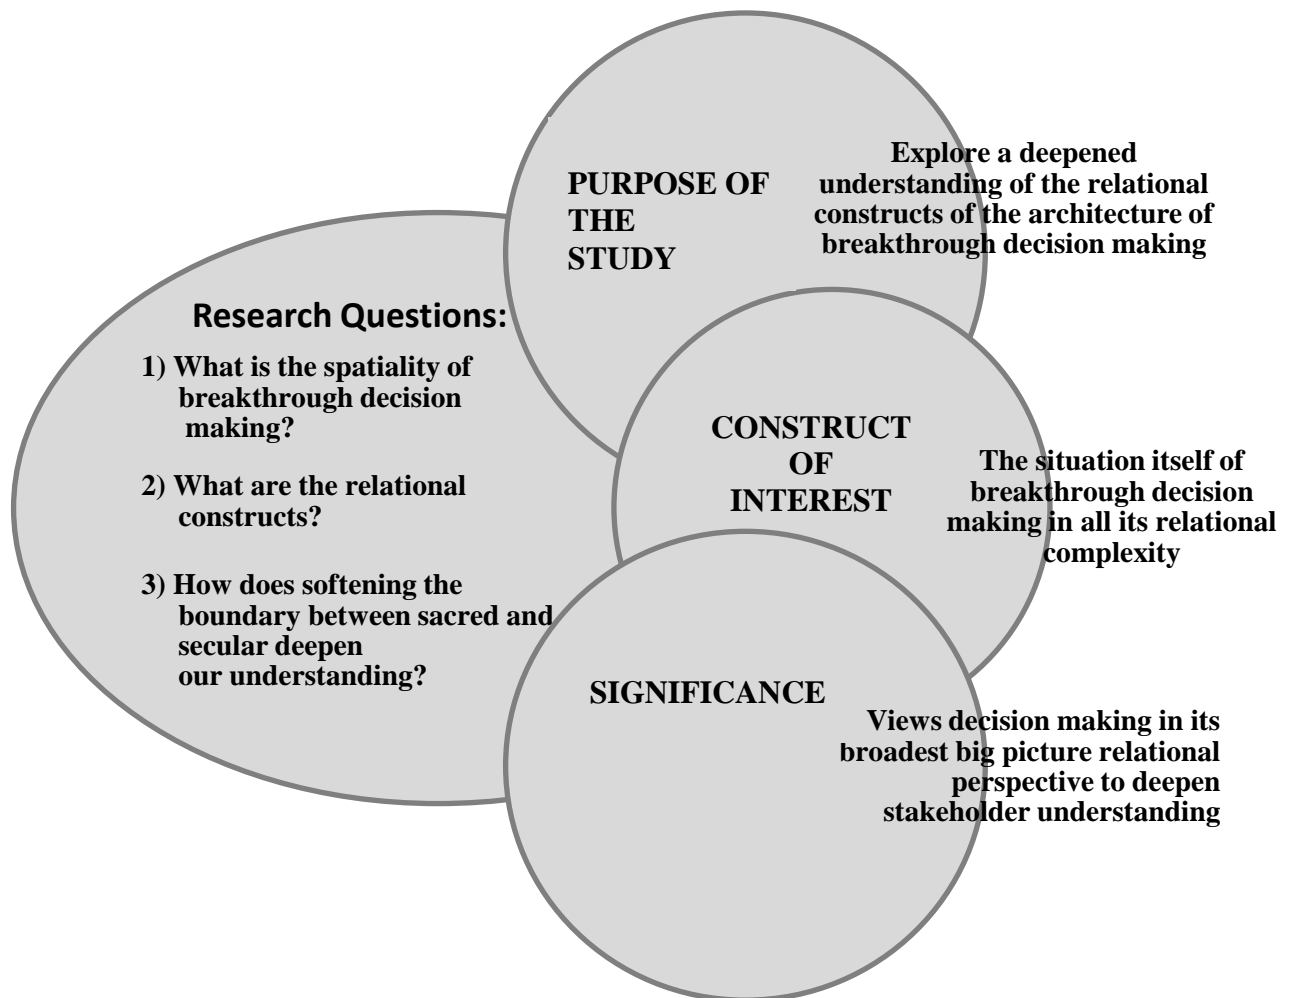 PURPOSE OF
THE
STUDY
Explore a deepened
understanding of the relational
constructs of the architecture of
breakthrough decision making
Research Questions:
1) What is the spatiality of
breakthrough decision
making?
2) What are the relational
constructs?
3) How does softening the
boundary between sacred and
secular deepen
our understanding?
CONSTRUCT
OF
INTEREST
The situation itself of
breakthrough decision
making in all its relational
complexity
SIGNIFICANCE
Views decision making in its
broadest big picture relational
perspective to deepen
stakeholder understanding